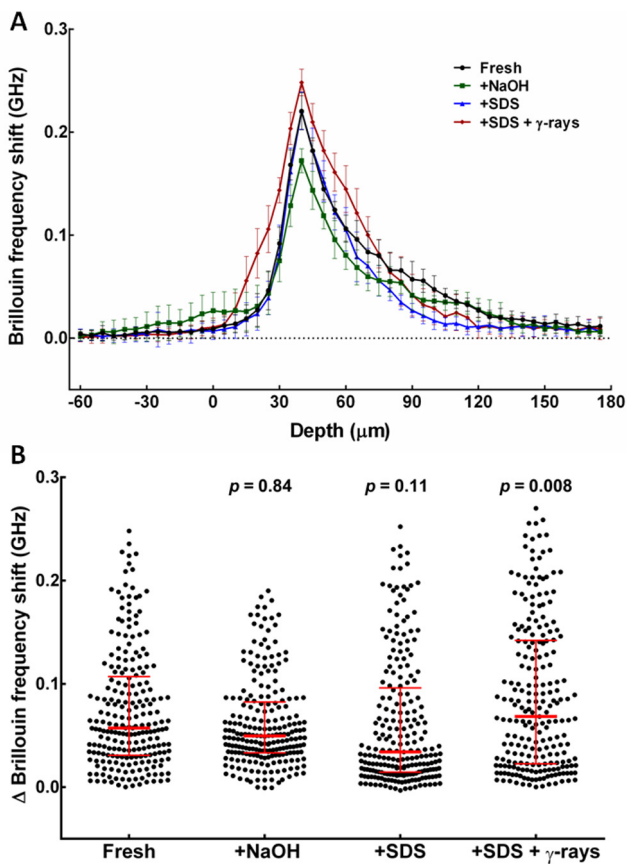 A
Brillouin frequency shift (GHz)
0.3
0.2
0.1
0.0
Fresh
+NaOH
+SDS
+SDS + γ-rays
-60 -30 0 30 60 90 120 150 180
Depth (μm)
B
Δ Brillouin frequency shift (GHz)
0.3
0.2
0.1
0.0
p = 0.84 p = 0.11 p = 0.008
Fresh +NaOH +SDS +SDS + γ-rays